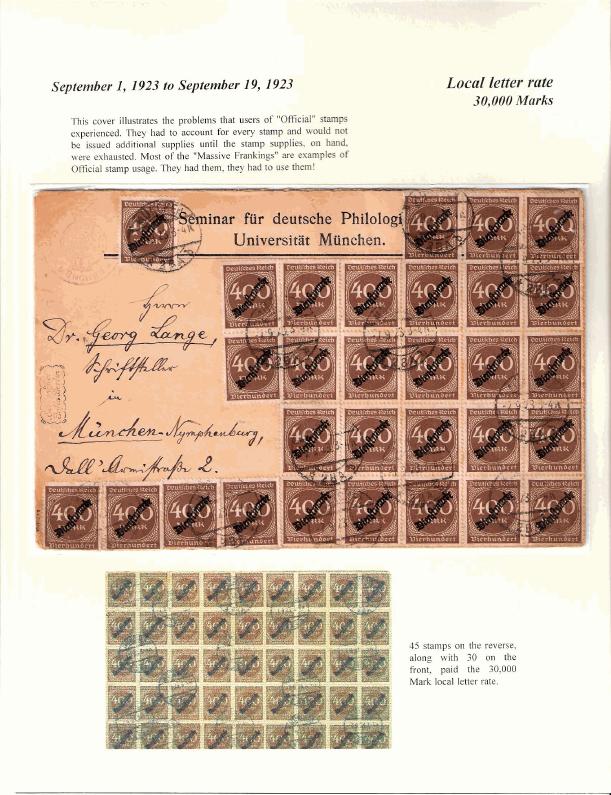 September 1, 1923 to September 19, 1923
Local letter rate
30,000 Marks
This cover illustrates the problems that users of "Official" stamps
experienced. They had to account for every stamp and would not
be issued additional supplies until the stamp supplies, on hand,
were exhausted. Most of the "Massive Frankings" are examples of
Official stamp usage. They had them, they had to use them!
Seminar für deutsche Philologi
Universität München.
Deutsches Reich
400
Mark
Vierhundert
Dienstmarke
Herrn
Dr. Georg Lange,
Schriftsteller
in
München-Nymphenburg,
Dall'Armistraße 2.
45 stamps on the reverse,
along with 30 on the
front, paid the 30,000
Mark local letter rate.